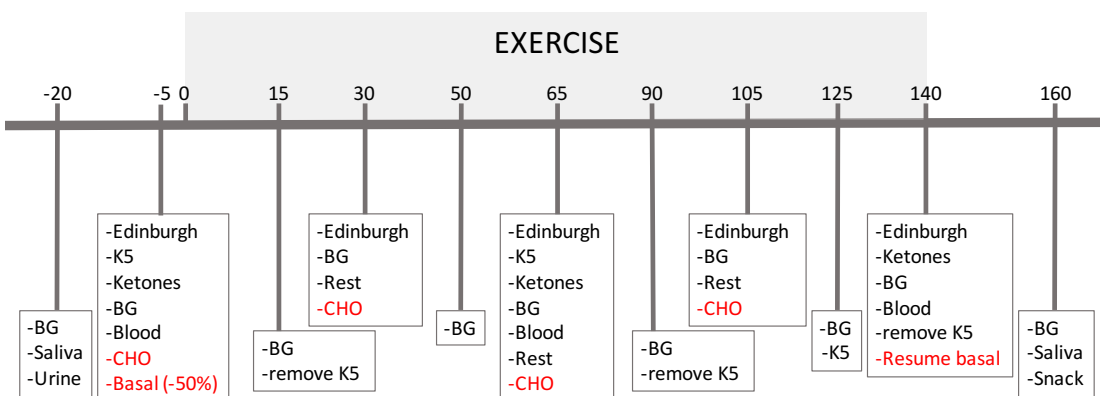 EXERCISE
-20
-5
0
15
30
50
65
90
105
125
140
160
-BG
-Saliva
-Urine
-Edinburgh
-K5
-Ketones
-BG
-Blood
-CHO
-Basal (-50%)
-BG
-remove K5
-Edinburgh
-BG
-Rest
-CHO
-BG
-Edinburgh
-K5
-Ketones
-BG
-Blood
-Rest
-CHO
-BG
-remove K5
-Edinburgh
-BG
-Rest
-CHO
-BG
-K5
-Edinburgh
-Ketones
-BG
-Blood
-remove K5
-Resume basal
-BG
-Saliva
-Snack